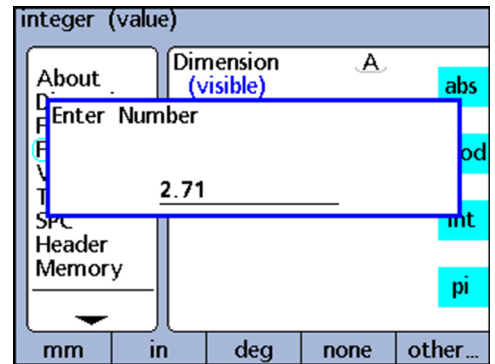 integer (value)
About
SPC
Header
Memory
Dimension A
(visible)
Enter Number
2.71
abs
int
pi
mm in deg none other...